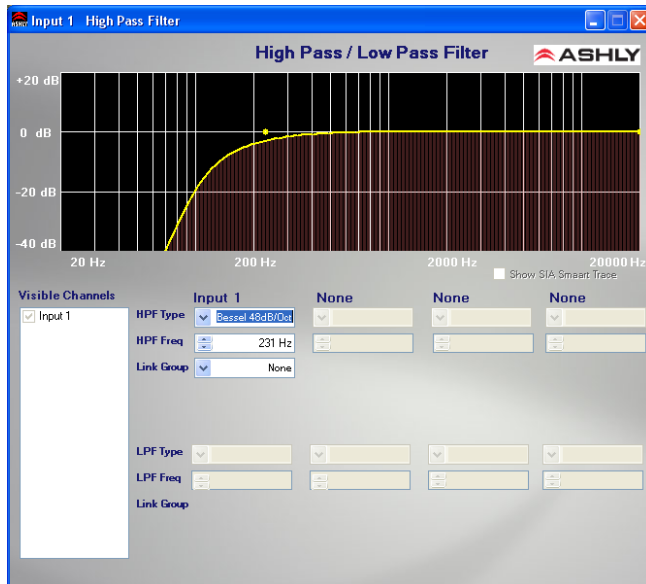 Input 1 High Pass Filter
High Pass / Low Pass Filter
ASHLY
+20 dB
0 dB
-20 dB
-40 dB
20 Hz 200 Hz 2000 Hz 20000 Hz
Show SIA Smaart Trace
Visible Channels
Input 1
Input 1 None None None
HPF Type Bessel 48dB/Oct
HPF Freq 231 Hz
Link Group None
LPF Type
LPF Freq
Link Group